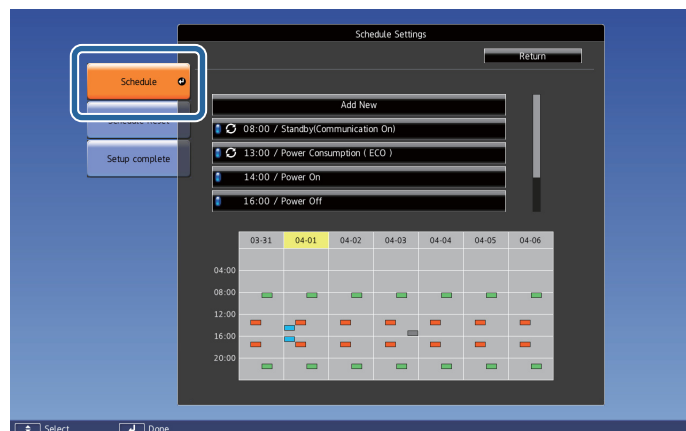 Schedule Settings
Return
Schedule
Schedule Reset
Setup complete
Add New
08:00 / Standby(Communication On)
13:00 / Power Consumption ( ECO )
14:00 / Power On
16:00 / Power Off
03-31 04-01 04-02 04-03 04-04 04-05 04-06
04:00
08:00
12:00
16:00
20:00
Select Done